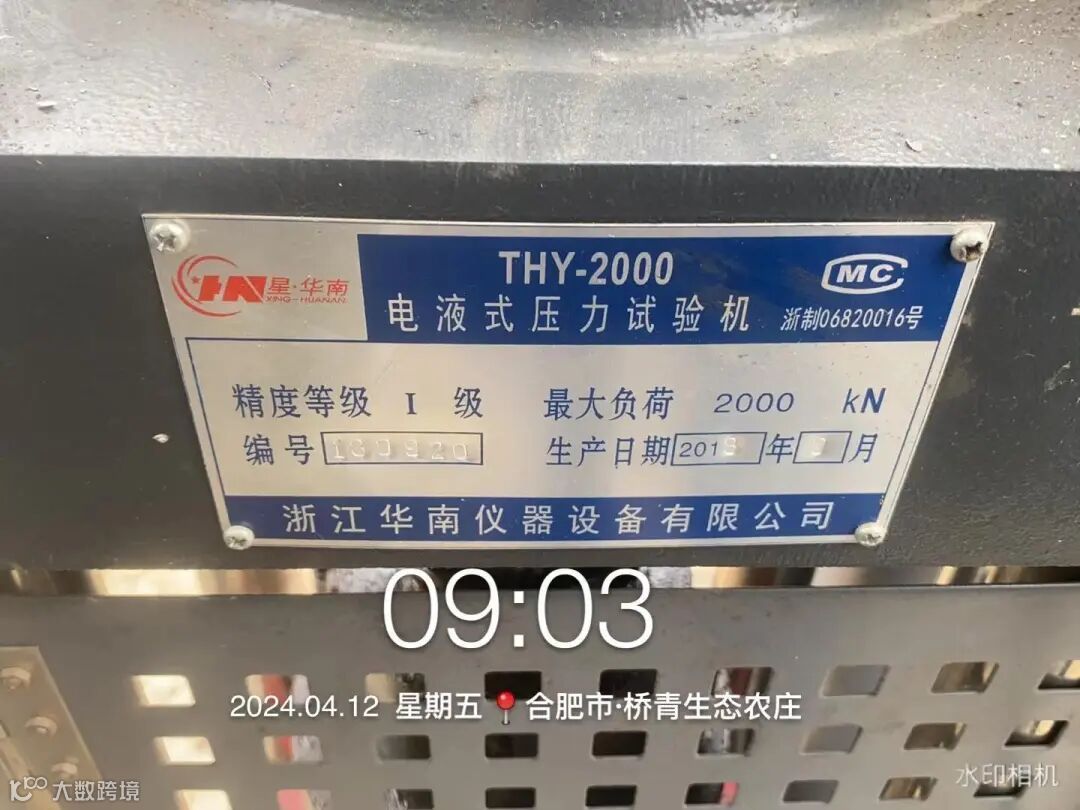 THY-2000
MC
星·华南
XING-HUANAN
电液式压力试验机 浙制06820016号
精度等级 I 级 最大负荷 2000 kN
编号 生产日期 2018 年 月
浙江华南仪器设备有限公司
09:03
2024.04.12 星期五 合肥市·桥青生态农庄
水印相机
大数跨境